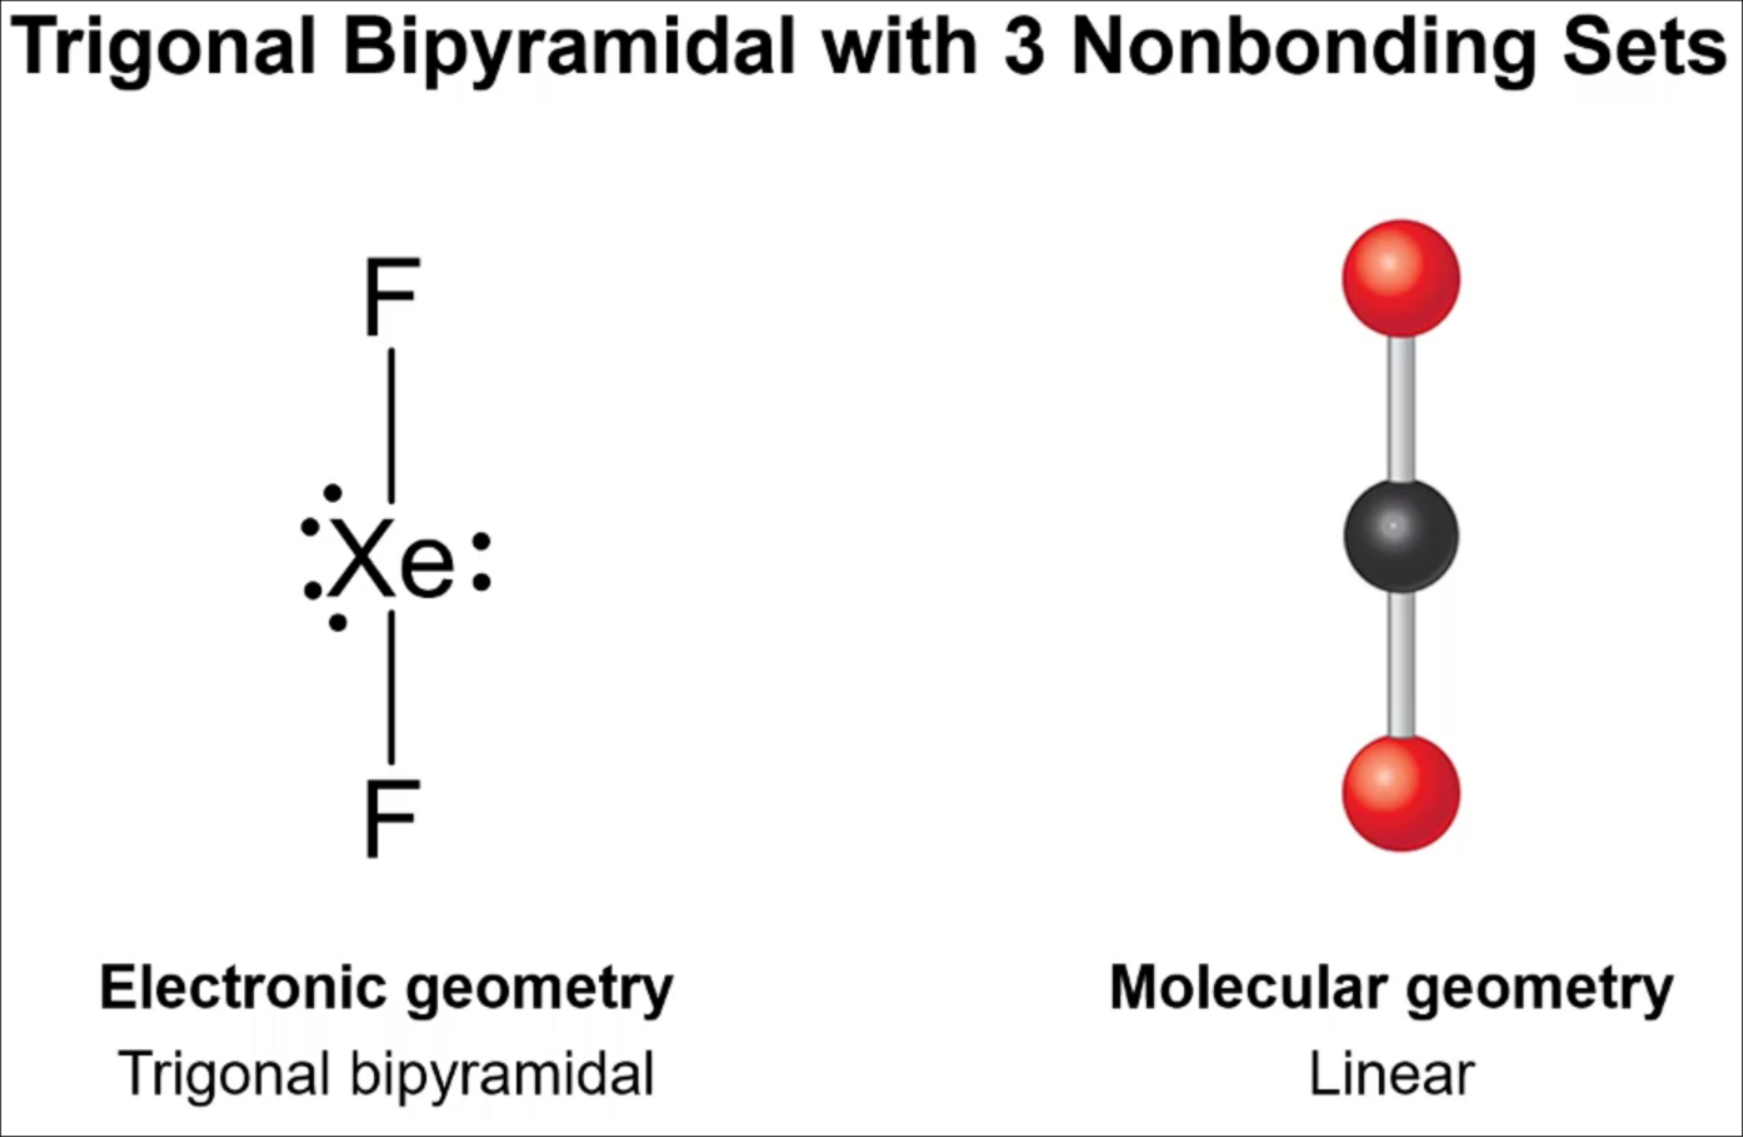 Trigonal Bipyramidal with 3 Nonbonding Sets
F
Xe
F
Electronic geometry
Trigonal bipyramidal
Molecular geometry
Linear